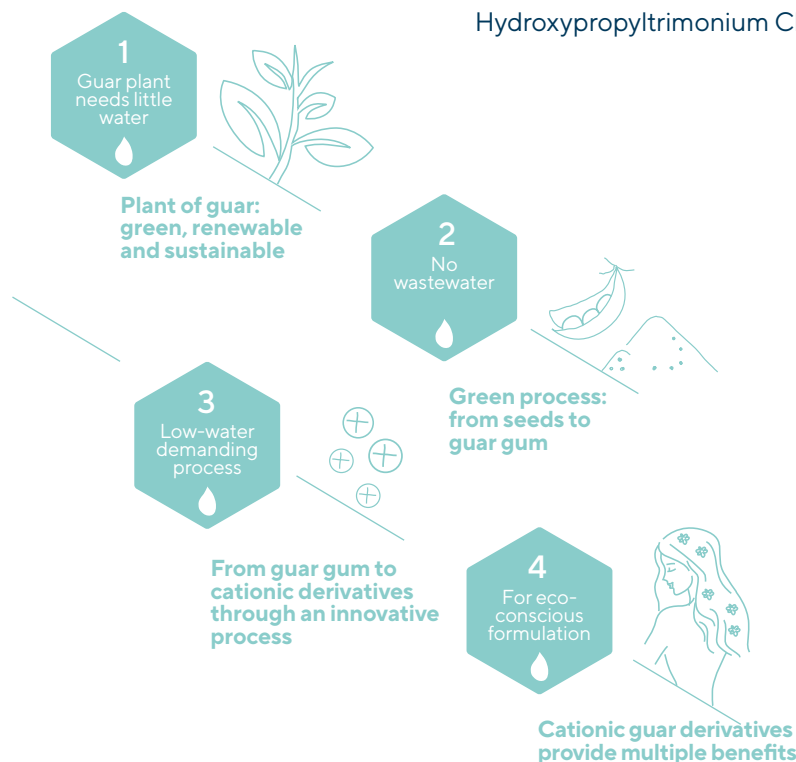 Hydroxypropyltrimonium C
1
Guar plant
needs little
water
Plant of guar:
green, renewable
and sustainable
2
No
wastewater
Green process:
from seeds to
guar gum
3
Low-water
demanding
process
From guar gum to
cationic derivatives
through an innovative
process
4
For eco-
conscious
formulation
Cationic guar derivatives
provide multiple benefits